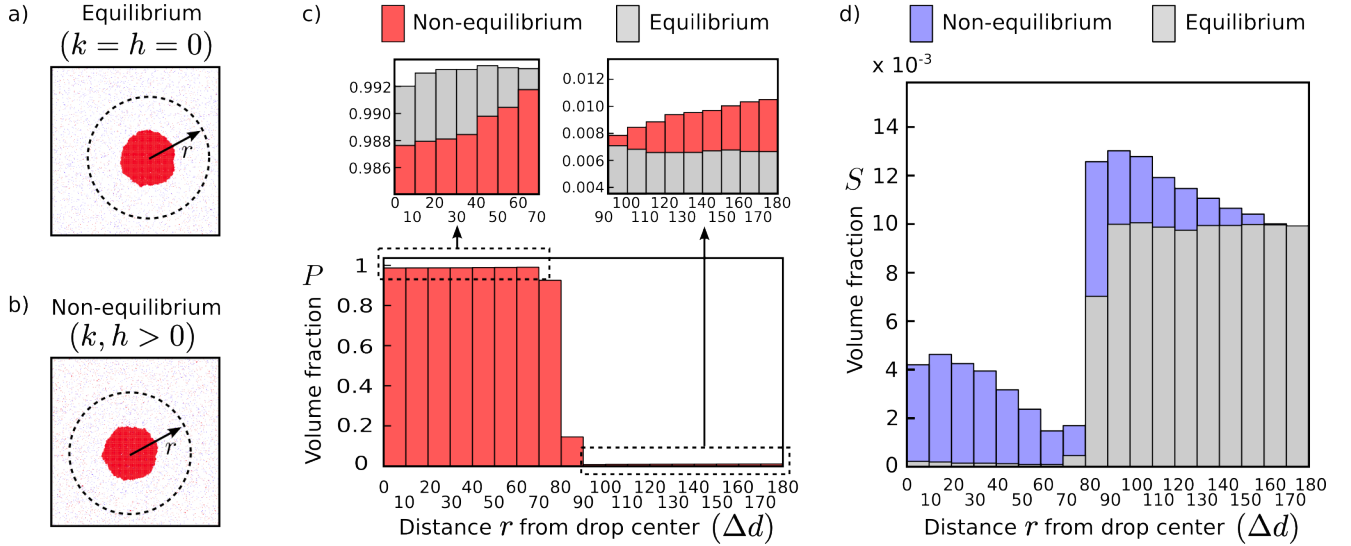 a)
Equilibrium
(k = h = 0)
r
b)
Non-equilibrium
(k, h > 0)
r
c)
Non-equilibrium
Equilibrium
0.992
0.990
0.988
0.986
0 10 20 30 40 50 60 70
0.012
0.010
0.008
0.006
0.004
90 100 110 120 130 140 150 160 170 180
P
Volume fraction
1
0.8
0.6
0.4
0.2
0
0 10 20 30 40 50 60 70 80 90 100 110 120 130 140 150 160 170 180
Distance r from drop center (Δd)
d)
Non-equilibrium
Equilibrium
x 10-3
S
Volume fraction
14
12
10
8
6
4
2
0
0 10 20 30 40 50 60 70 80 90 100 110 120 130 140 150 160 170 180
Distance r from drop center (Δd)